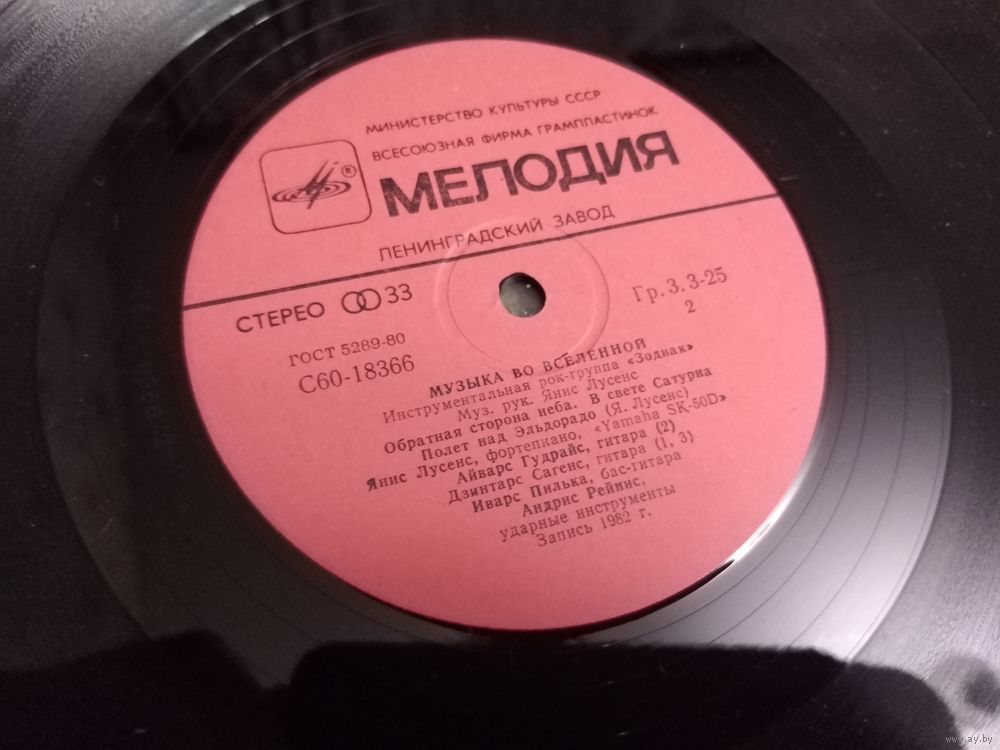 МИНИСТЕРСТВО КУЛЬТУРЫ СССР
ВСЕСОЮЗНАЯ ФИРМА ГРАМПЛАСТИНОК
МЕЛОДИЯ
®
ЛЕНИНГРАДСКИЙ ЗАВОД
СТЕРЕО 33
Гр. 3. 3-25
ГОСТ 5289-80
2
С60-18366
МУЗЫКА ВО ВСЕЛЕННОЙ
Инструментальная рок-группа «Зодиак»
Муз. рук. Янис Лусенс
Обратная сторона неба. В свете Сатурна
Полет над Эльдорадо (Я. Лусенс)
Янис Лусенс, фортепиано, «Yamaha SK-50D»
Айварс Гудрайс, гитара (2)
Дзинтарс Сагенс, гитара (1, 3)
Иварс Пилька, бас-гитара
Андрис Рейнис,
ударные инструменты
Запись 1982 г.
www.ay.by